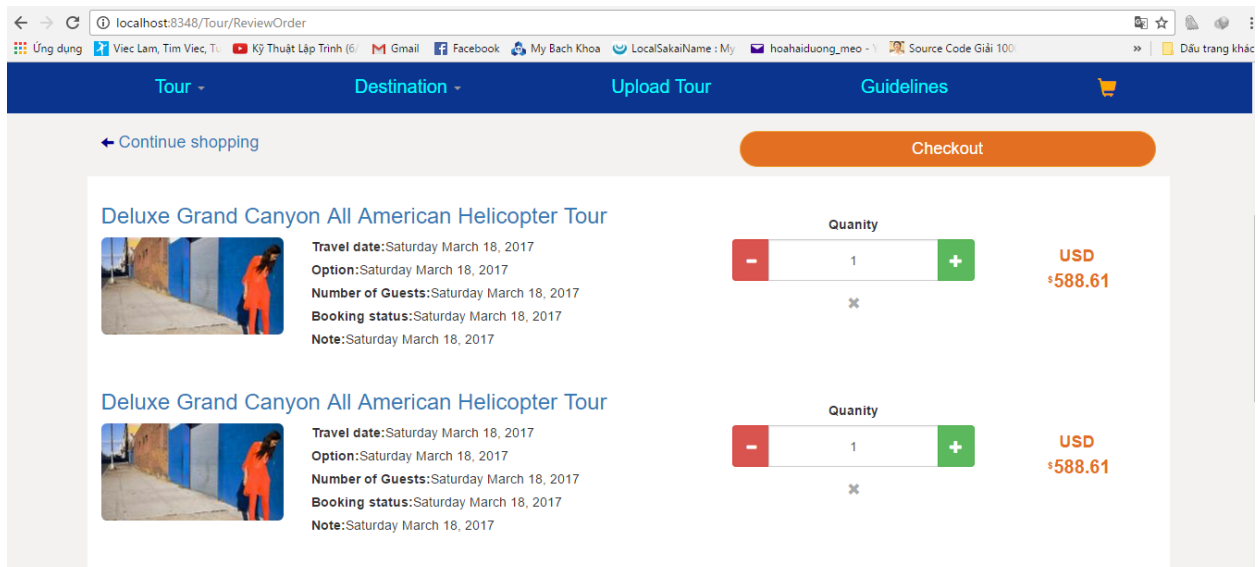 localhost:8348/Tour/ReviewOrder
Ứng dụng Viec Lam, Tim Viec, Tu Kỹ Thuật Lập Trình (6/ Gmail Facebook My Bach Khoa LocalSakaiName : My hoahaiduong_meo - Y Source Code Giải 100 » Dấu trang khác
Tour Destination Upload Tour Guidelines
Continue shopping Checkout
Deluxe Grand Canyon All American Helicopter Tour
Quanity
Travel date:Saturday March 18, 2017
Option:Saturday March 18, 2017
Number of Guests:Saturday March 18, 2017
Booking status:Saturday March 18, 2017
Note:Saturday March 18, 2017
- 1 +
USD
$588.61
Deluxe Grand Canyon All American Helicopter Tour
Quanity
Travel date:Saturday March 18, 2017
Option:Saturday March 18, 2017
Number of Guests:Saturday March 18, 2017
Booking status:Saturday March 18, 2017
Note:Saturday March 18, 2017
- 1 +
USD
$588.61